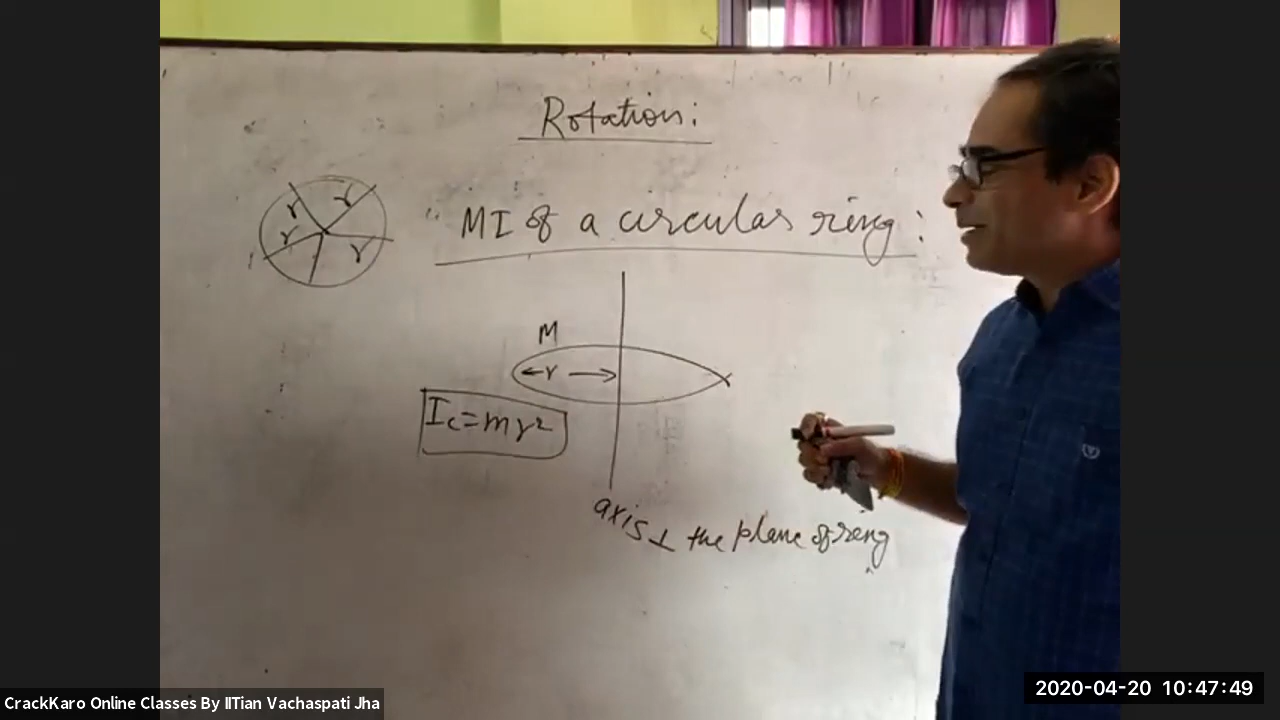 Rotation:
"MI of a circular ring:
r r
r r
M
r
Ic=mr²
axis ⊥ the plane of ring
CrackKaro Online Classes By IITian Vachaspati Jha
2020-04-20 10:47:49